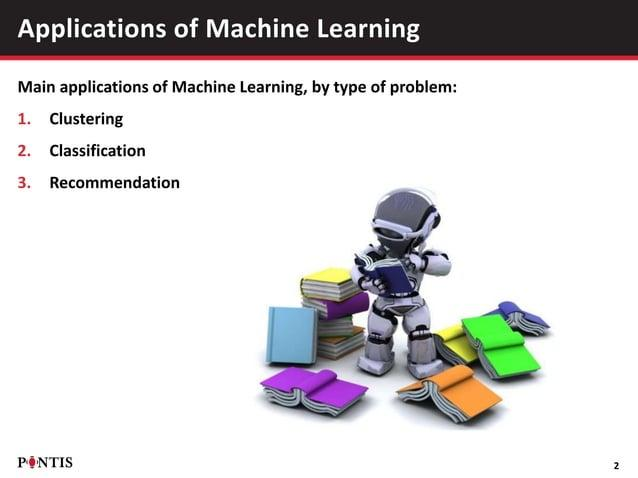 Applications of Machine Learning
Main applications of Machine Learning, by type of problem:
1. Clustering
2. Classification
3. Recommendation
PONTIS
2